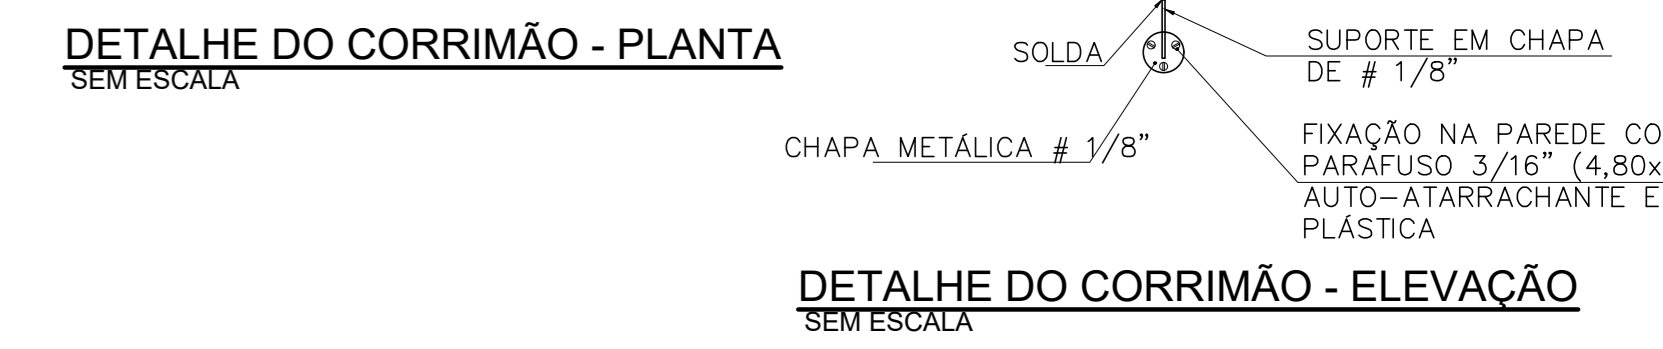 DETALHE DO CORRIMÃO - PLANTA
SEM ESCALA
SOLDA
SUPORTE EM CHAPA
DE # 1/8"
CHAPA METÁLICA # 1/8"
FIXAÇÃO NA PAREDE CO
PARAFUSO 3/16" (4,80x
AUTO-ATARRACHANTE E
PLÁSTICA
DETALHE DO CORRIMÃO - ELEVAÇÃO
SEM ESCALA